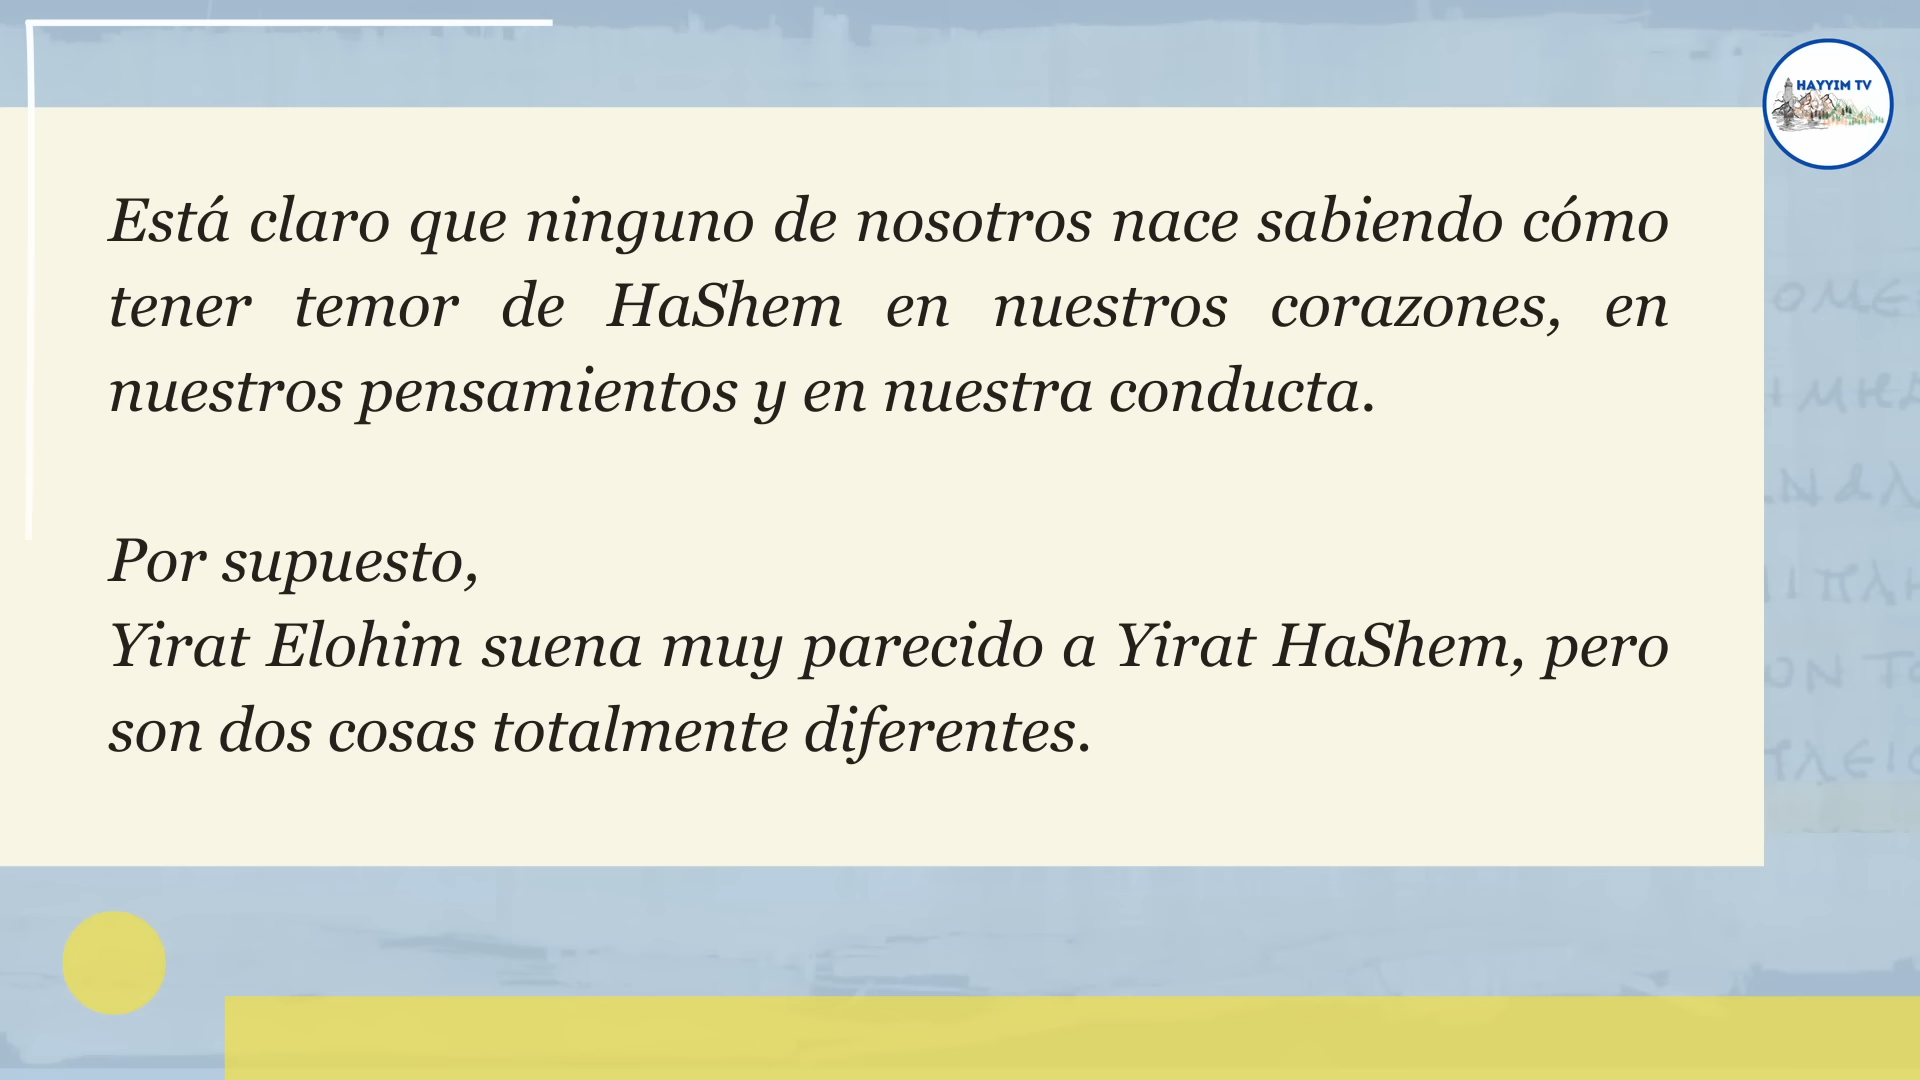 HAYYIM TV
Está claro que ninguno de nosotros nace sabiendo cómo
tener temor de HaShem en nuestros corazones, en
nuestros pensamientos y en nuestra conducta.
Por supuesto,
Yirat Elohim suena muy parecido a Yirat HaShem, pero
son dos cosas totalmente diferentes.